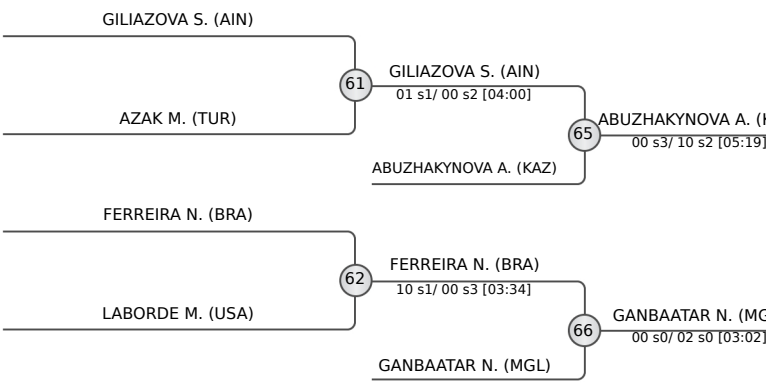 GILIAZOVA S. (AIN)
61
GILIAZOVA S. (AIN)
01 s1/ 00 s2 [04:00]
AZAK M. (TUR)
65
ABUZHAKYNOVA A.
00 s3/ 10 s2 [05:19]
ABUZHAKYNOVA A. (KAZ)
FERREIRA N. (BRA)
62
FERREIRA N. (BRA)
10 s1/ 00 s3 [03:34]
LABORDE M. (USA)
66
GANBAATAR N.
00 s0/ 02 s0 [03:02]
GANBAATAR N. (MGL)